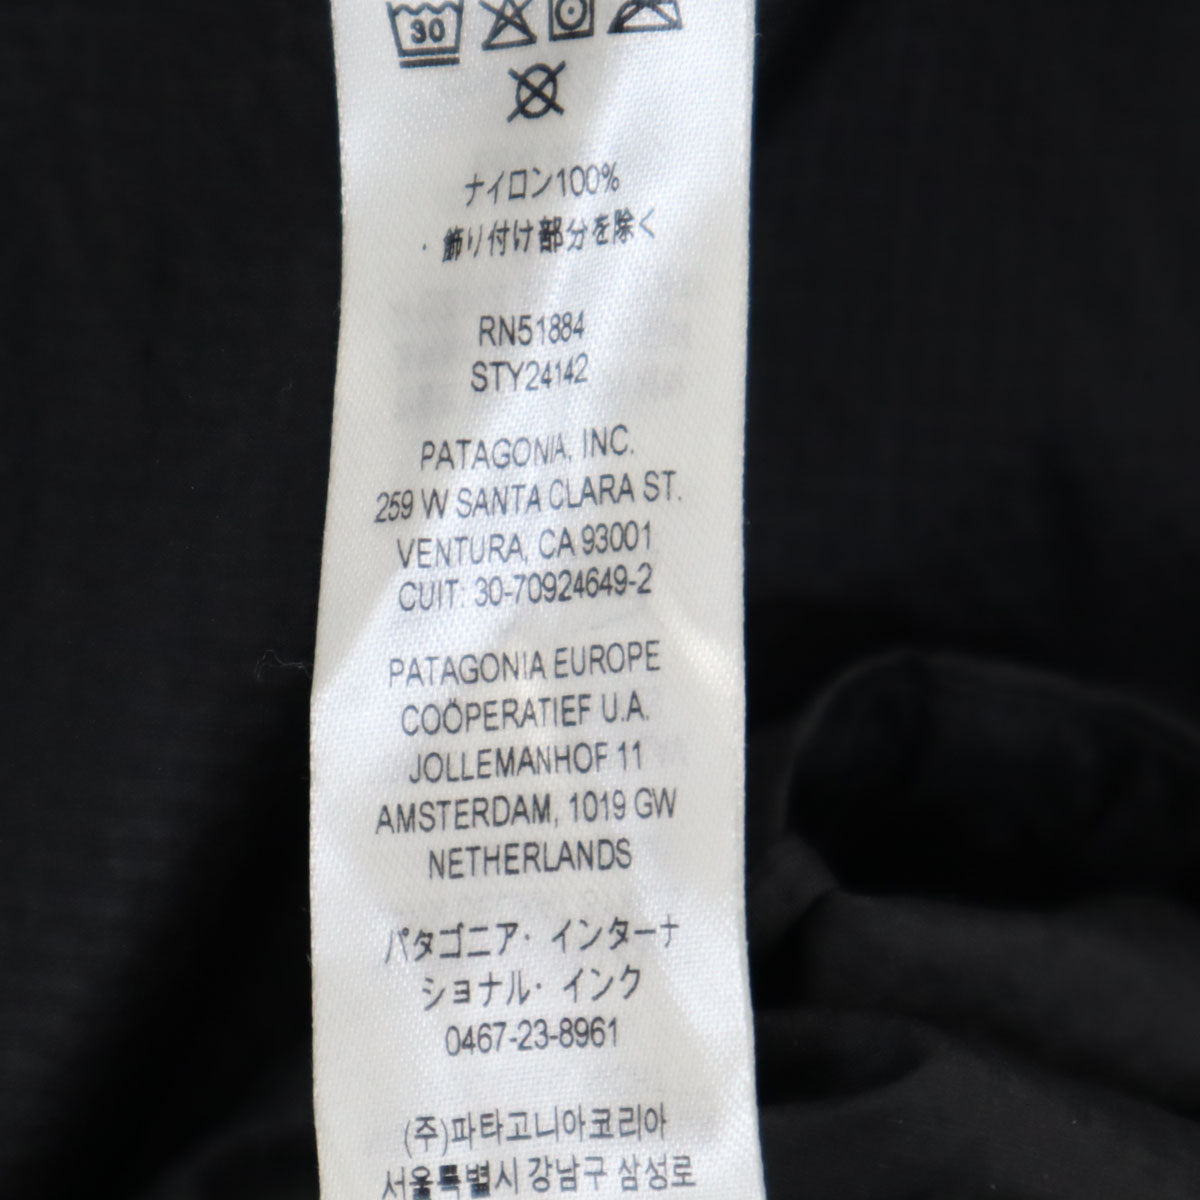 30
ナイロン100%
・飾り付け部分を除く
RN51884
STY24142
PATAGONIA, INC.
259 W SANTA CLARA ST.
VENTURA, CA 93001
CUIT: 30-70924649-2
PATAGONIA EUROPE
COÖPERATIEF U.A.
JOLLEMANHOF 11
AMSTERDAM, 1019 GW
NETHERLANDS
パタゴニア・インターナ
ショナル・インク
0467-23-8961
(주)파타고니아코리아
서울특별시 강남구 삼성로